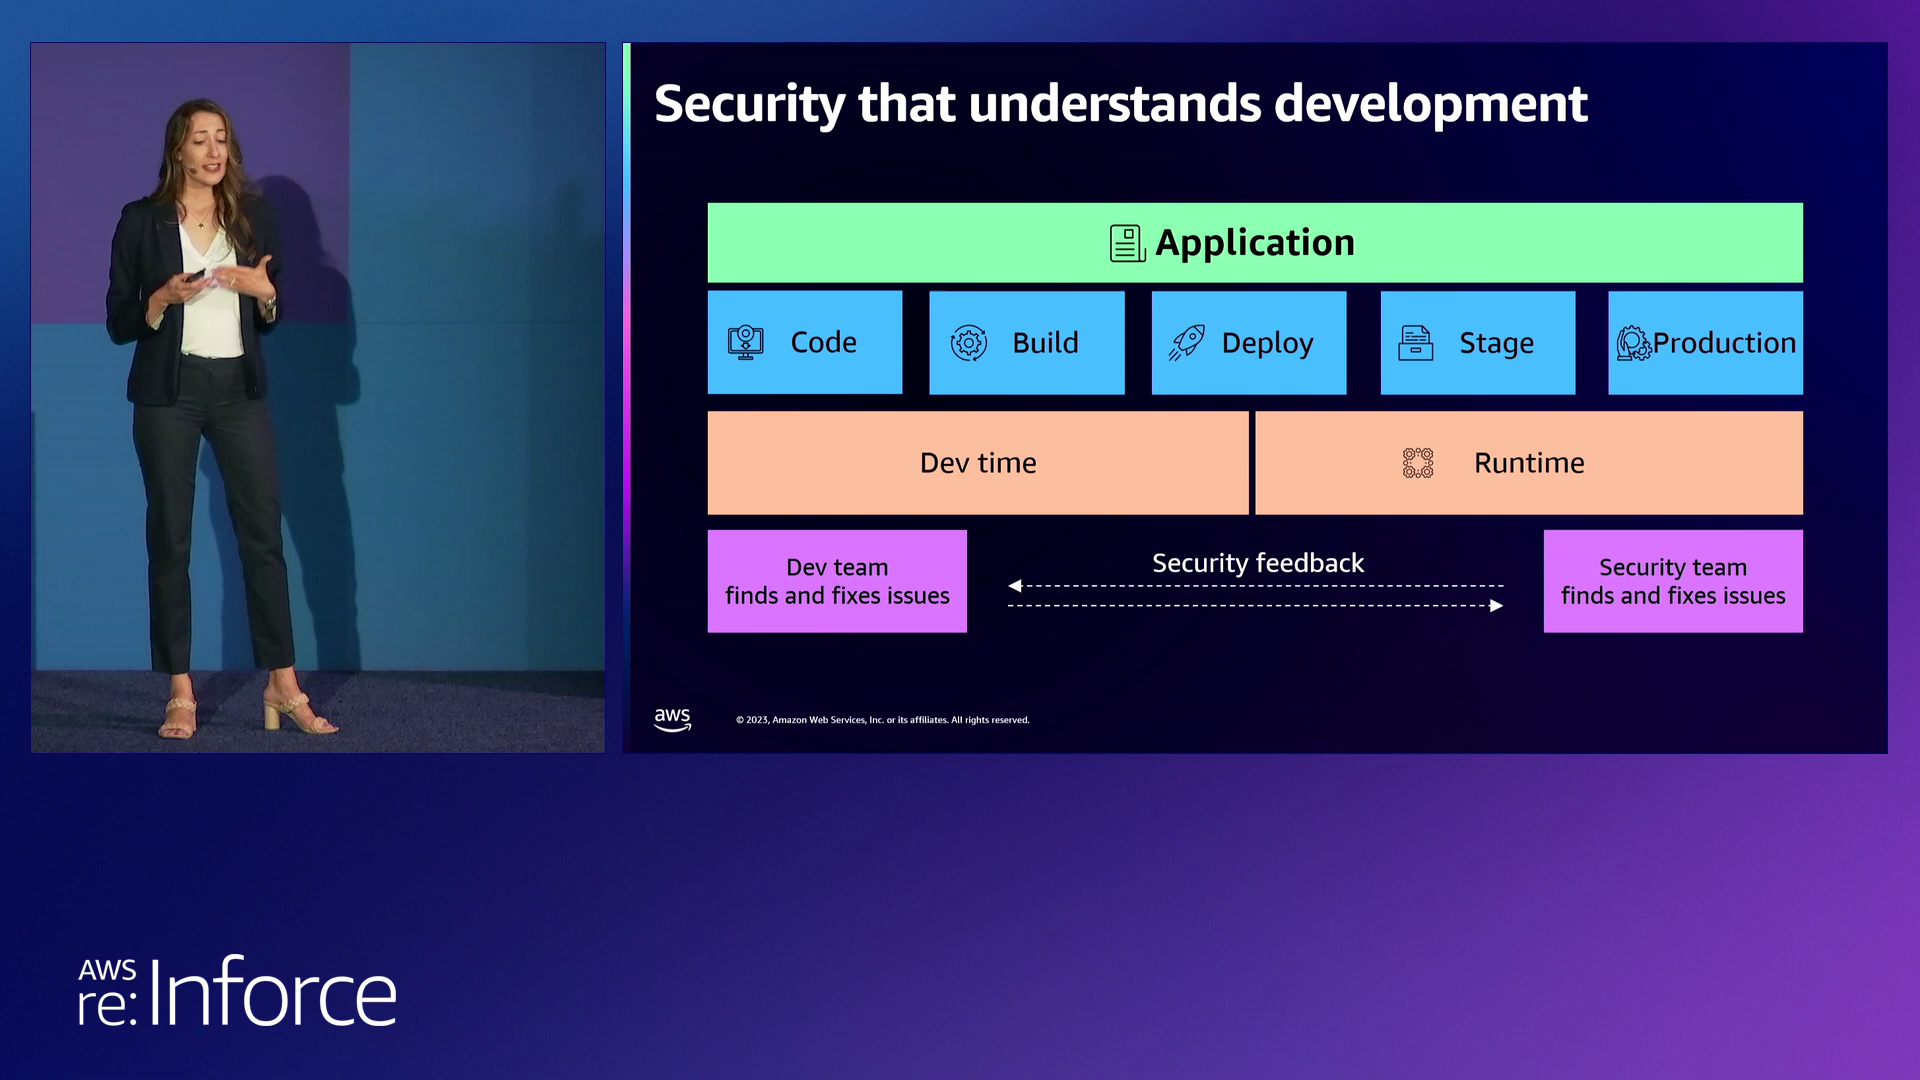 Security that understands development
Application
Code
Build
Deploy
Stage
Production
Dev time
Runtime
Dev team
finds and fixes issues
Security feedback
Security team
finds and fixes issues
aws
© 2023, Amazon Web Services, Inc. or its affiliates. All rights reserved.
AWS
re:Inforce